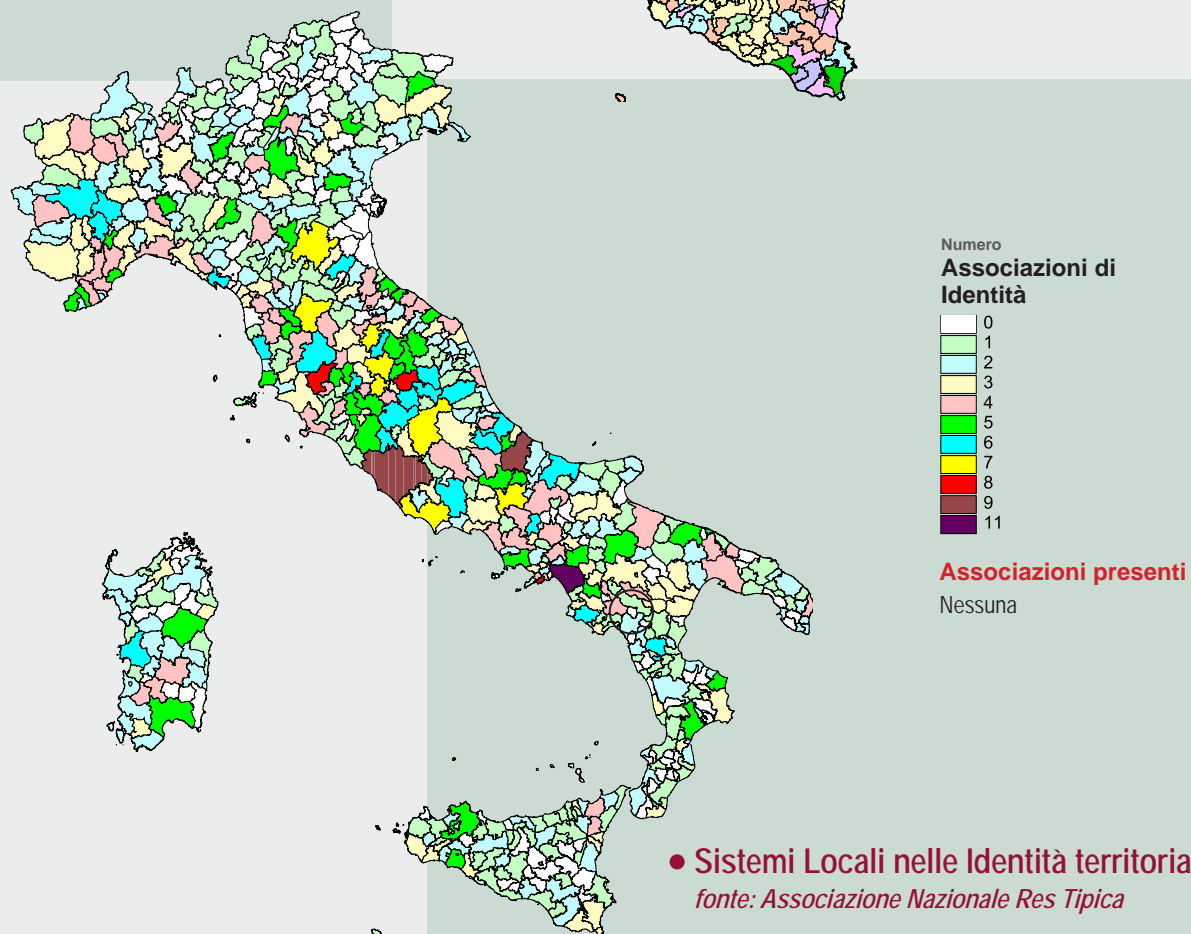 Numero
Associazioni di
Identità
0
1
2
3
4
5
6
7
8
9
11
Associazioni presenti
Nessuna
• Sistemi Locali nelle Identità territoria
fonte: Associazione Nazionale Res Tipica